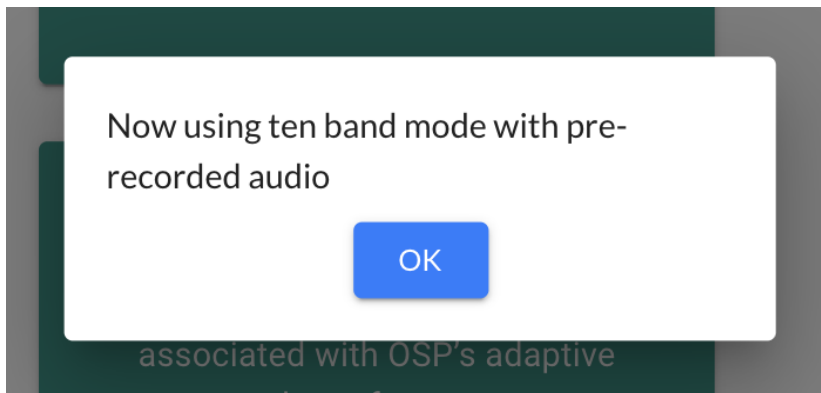 Now using ten band mode with pre-
recorded audio
OK
associated with OSP's adaptive